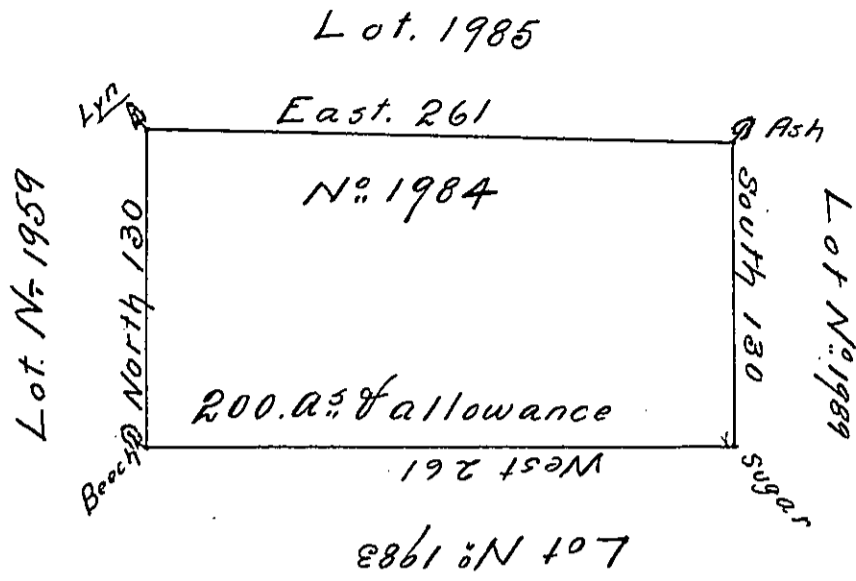 Lot. 1985
Lyn
East. 261
Ash
No. 1984
Lot. No. 1959
North 130
South 130
Lot No. 1989
200. As. & allowance
Beech
West 261
Sugar
Lot No. 1983